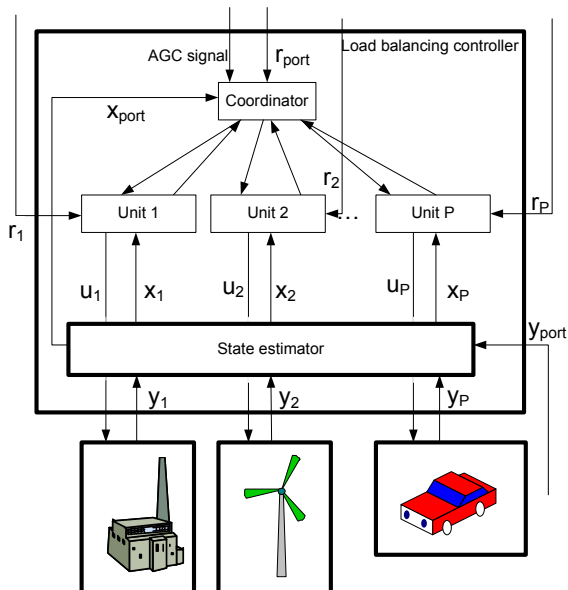 AGC signal
r_port
Load balancing controller
x_port
Coordinator
r_2
r_1
Unit 1
Unit 2
...
Unit P
r_P
u_1
x_1
u_2
x_2
u_P
x_P
y_port
State estimator
y_1
y_2
y_P